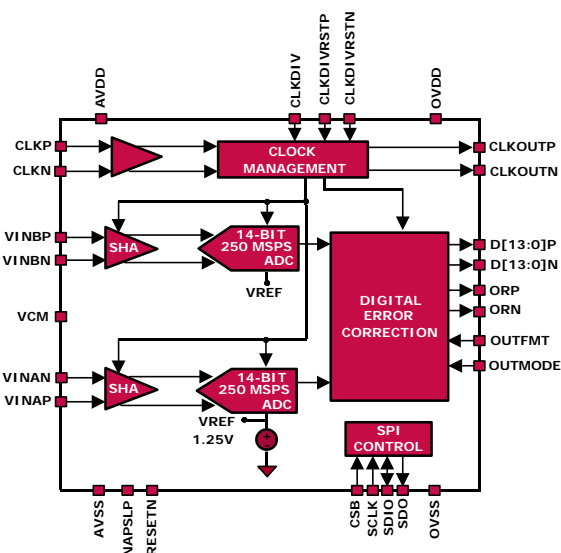 AVDD
CLKDIV
CLKDIVRSTP
CLKDIVRSTN
OVDD
CLKP
CLKN
CLOCK
MANAGEMENT
CLKOUTP
CLKOUTN
VINBP
VINBN
SHA
14-BIT
250 MSPS
ADC
VREF
D[13:0]P
D[13:0]N
ORP
ORN
OUTFMT
OUTMODE
DIGITAL
ERROR
CORRECTION
VCM
VINAN
VINAP
SHA
14-BIT
250 MSPS
ADC
VREF
1.25V
+
–
SPI
CONTROL
AVSS
NAPSLP
RESETN
CSB
SCLK
SDIO
SDO
OVSS